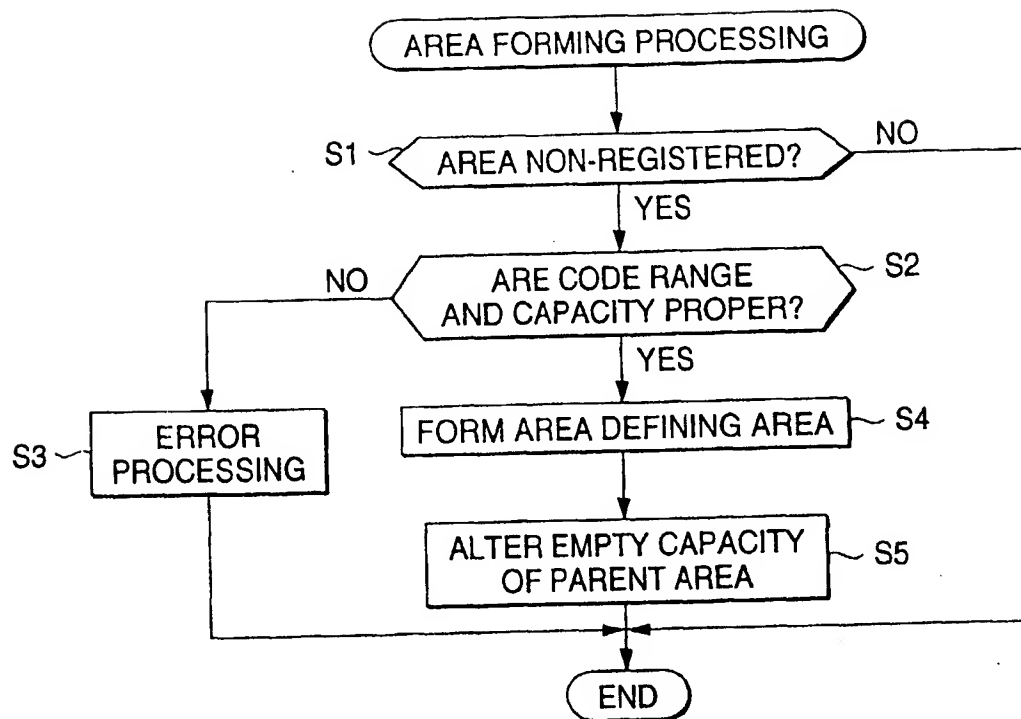 AREA FORMING PROCESSING
S1
AREA NON-REGISTERED?
NO
YES
NO
ARE CODE RANGE
AND CAPACITY PROPER?
S2
YES
S3
ERROR
PROCESSING
FORM AREA DEFINING AREA
S4
ALTER EMPTY CAPACITY
OF PARENT AREA
S5
END